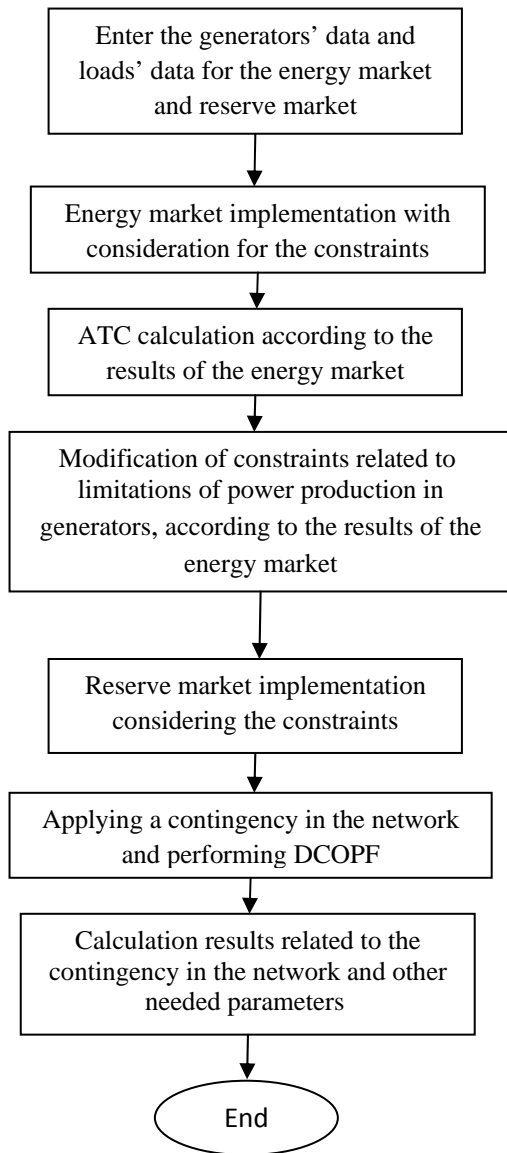 Enter the generators’ data and
loads’ data for the energy market
and reserve market
Energy market implementation with
consideration for the constraints
ATC calculation according to the
results of the energy market
Modification of constraints related to
limitations of power production in
generators, according to the results of the
energy market
Reserve market implementation
considering the constraints
Applying a contingency in the network
and performing DCOPF
Calculation results related to the
contingency in the network and other
needed parameters
End